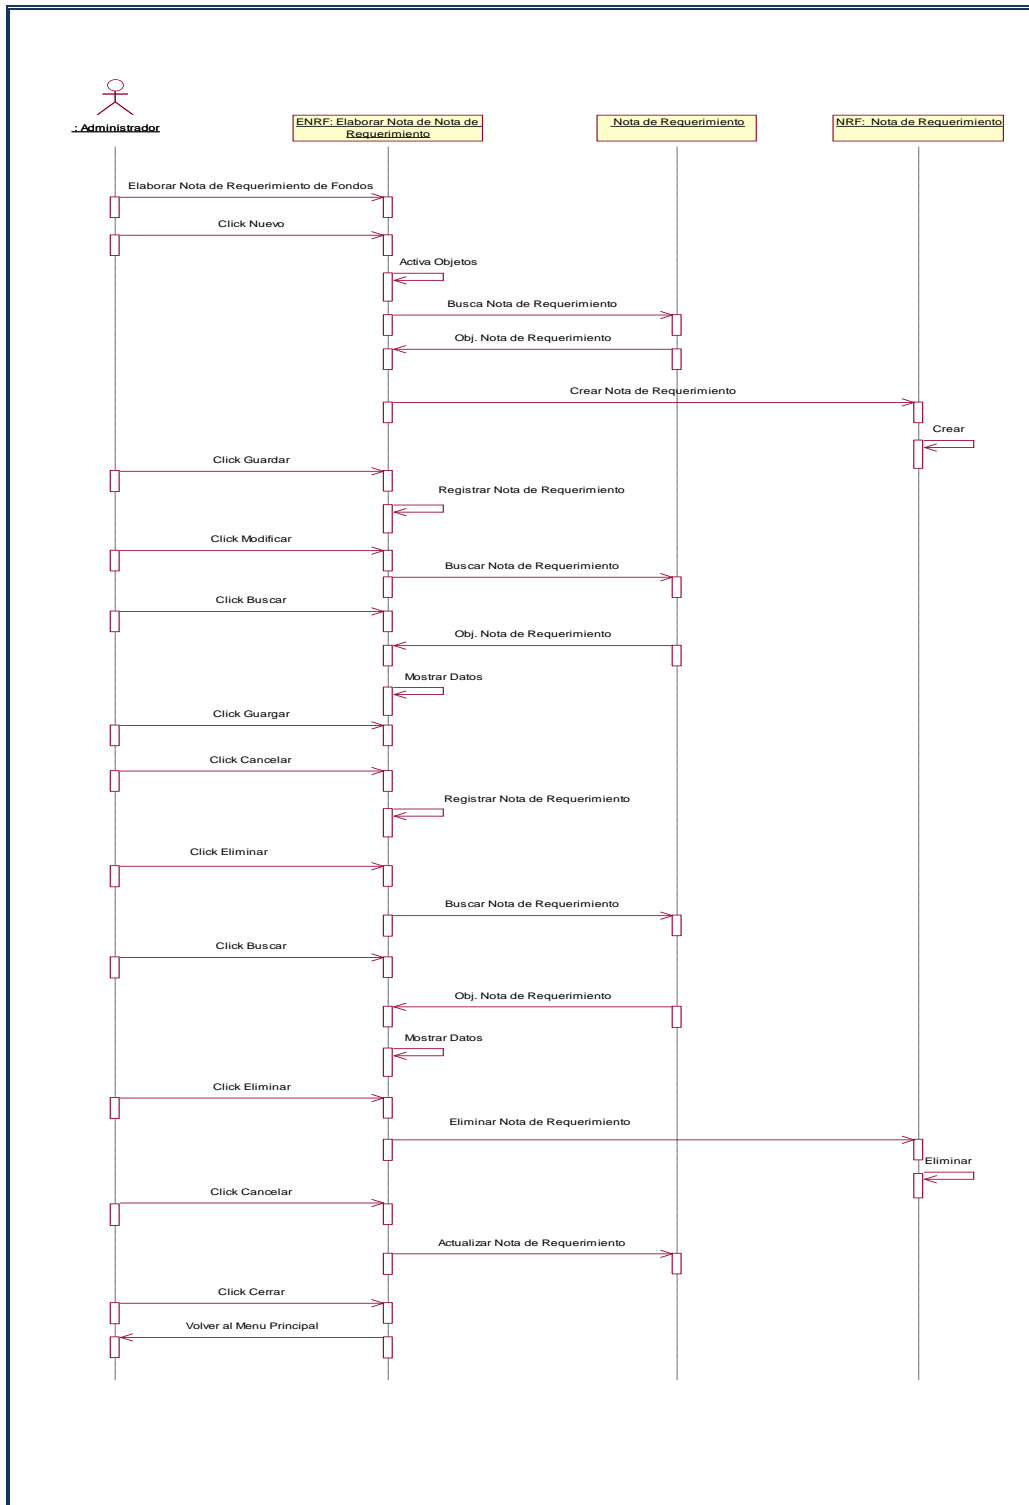 : Administrador
ENRF: Elaborar Nota de Nota de
Requerimiento
Nota de Requerimiento
NRF: Nota de Requerimiento
Elaborar Nota de Requerimiento de Fondos
Click Nuevo
Activa Objetos
Busca Nota de Requerimiento
Obj. Nota de Requerimiento
Crear Nota de Requerimiento
Crear
Click Guardar
Registrar Nota de Requerimiento
Click Modificar
Buscar Nota de Requerimiento
Click Buscar
Obj. Nota de Requerimiento
Mostrar Datos
Click Guargar
Click Cancelar
Registrar Nota de Requerimiento
Click Eliminar
Buscar Nota de Requerimiento
Click Buscar
Obj. Nota de Requerimiento
Mostrar Datos
Click Eliminar
Eliminar Nota de Requerimiento
Eliminar
Click Cancelar
Actualizar Nota de Requerimiento
Click Cerrar
Volver al Menu Principal